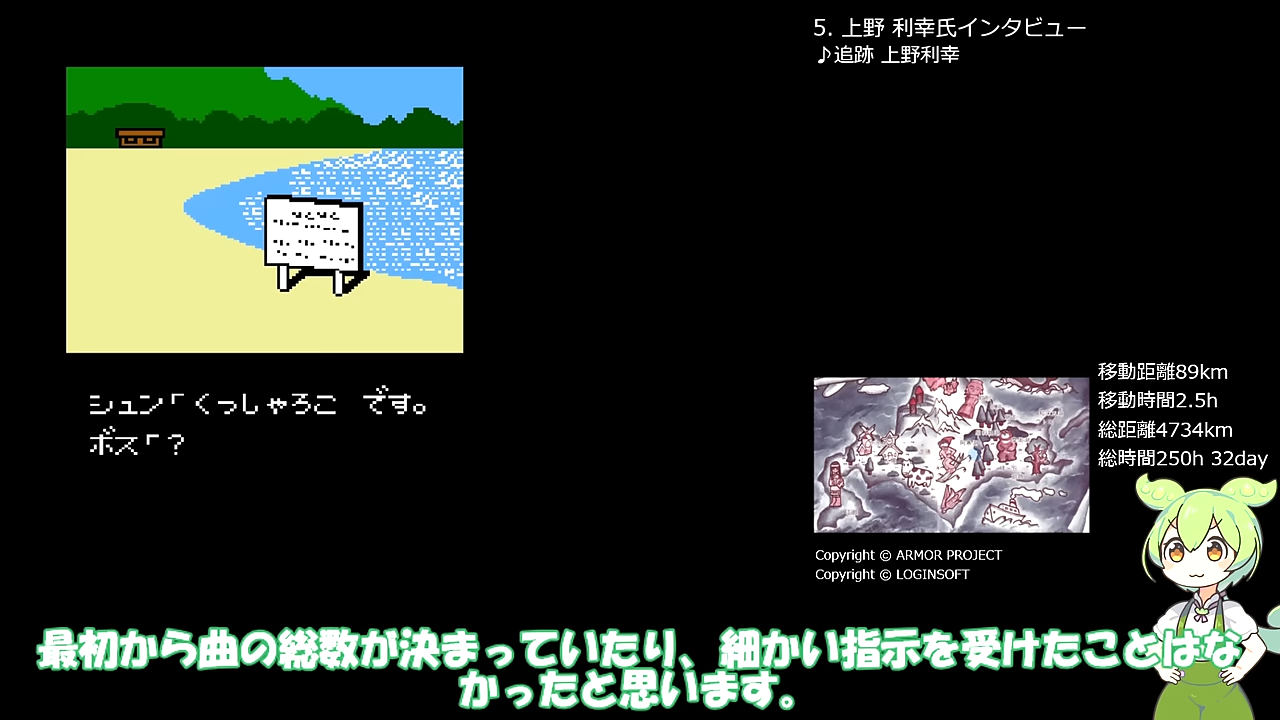 5. 上野 利幸氏インタビュー
♪追跡 上野利幸
シュン「くっしゃろこ です。
ボス「？
移動距離89km
移動時間2.5h
総距離4734km
総時間250h 32day
Copyright © ARMOR PROJECT
Copyright © LOGINSOFT
最初から曲の総数が決まっていたり、細かい指示を受けたことはな
かったと思います。